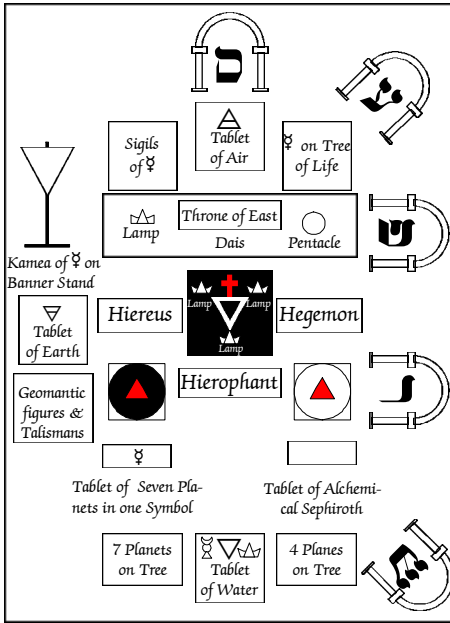 כ
Sigils
of ☿
Tablet
of Air
☿ on Tree
of Life
ש
Lamp
Throne of East
Dais
Pentacle
Kamea of ☿ on
Banner Stand
Tablet
of Earth
Hiereus
Lamp
Lamp
Lamp
Hegemon
Hierophant
Geomantic
figures &
Talismans
☿
Tablet of Seven Pla-
nets in one Symbol
Tablet of Alchemi-
cal Sephiroth
7 Planets
on Tree
Tablet
of Water
4 Planes
on Tree